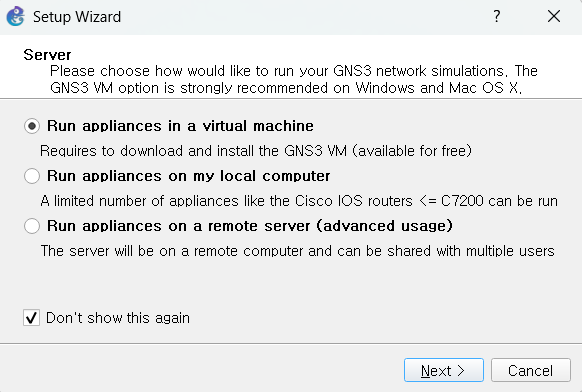 Setup Wizard
?
Server
Please choose how would like to run your GNS3 network simulations. The
GNS3 VM option is strongly recommended on Windows and Mac OS X.
Run appliances in a virtual machine
Requires to download and install the GNS3 VM (available for free)
Run appliances on my local computer
A limited number of appliances like the Cisco IOS routers <= C7200 can be run
Run appliances on a remote server (advanced usage)
The server will be on a remote computer and can be shared with multiple users
Don't show this again
Next >
Cancel